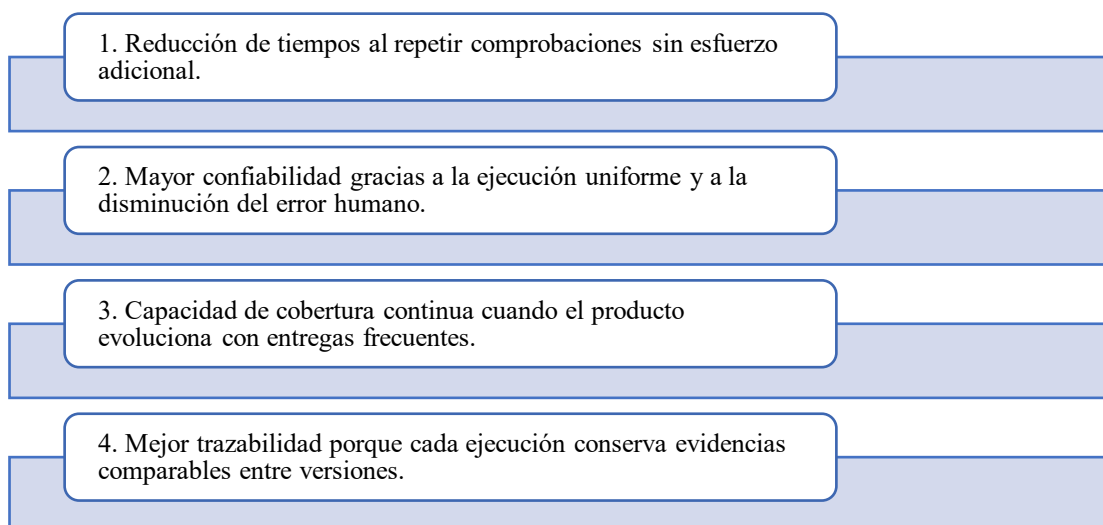 1. Reducción de tiempos al repetir comprobaciones sin esfuerzo
adicional.
2. Mayor confiabilidad gracias a la ejecución uniforme y a la
disminución del error humano.
3. Capacidad de cobertura continua cuando el producto
evoluciona con entregas frecuentes.
4. Mejor trazabilidad porque cada ejecución conserva evidencias
comparables entre versiones.